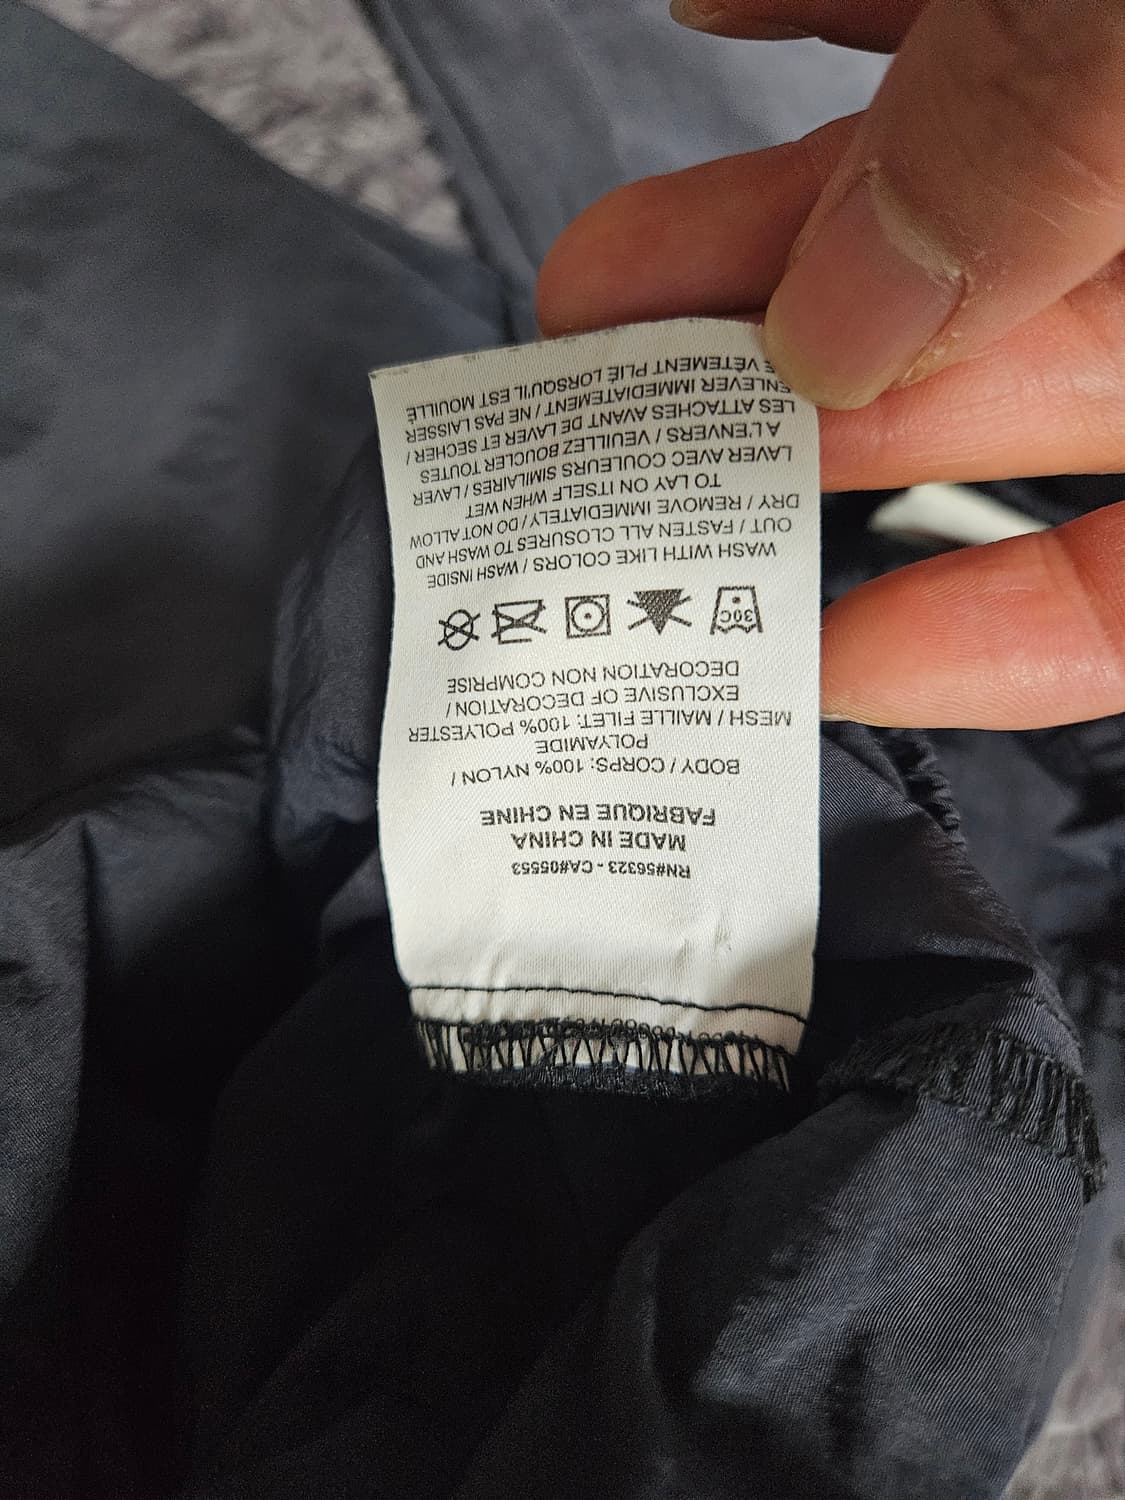 RN#56323 - CA#05553
MADE IN CHINA
FABRIQUE EN CHINE
BODY / CORPS: 100% NYLON /
POLYAMIDE
MESH / MAILLE FILET: 100% POLYESTER
EXCLUSIVE OF DECORATION /
DECORATION NON COMPRISE
30C
WASH WITH LIKE COLORS / WASH INSIDE
OUT / FASTEN ALL CLOSURES TO WASH AND
DRY / REMOVE IMMEDIATELY / DO NOT ALLOW
TO LAY ON ITSELF WHEN WET
LAVER AVEC COULEURS SIMILAIRES / LAVER
A L'ENVERS / VEUILLEZ BOUCLER TOUTES
LES ATTACHES AVANT DE LAVER ET SECHER /
ENLEVER IMMEDIATEMENT / NE PAS LAISSER
VÊTEMENT PLIÉ LORSQU'IL EST MOUILLÉ